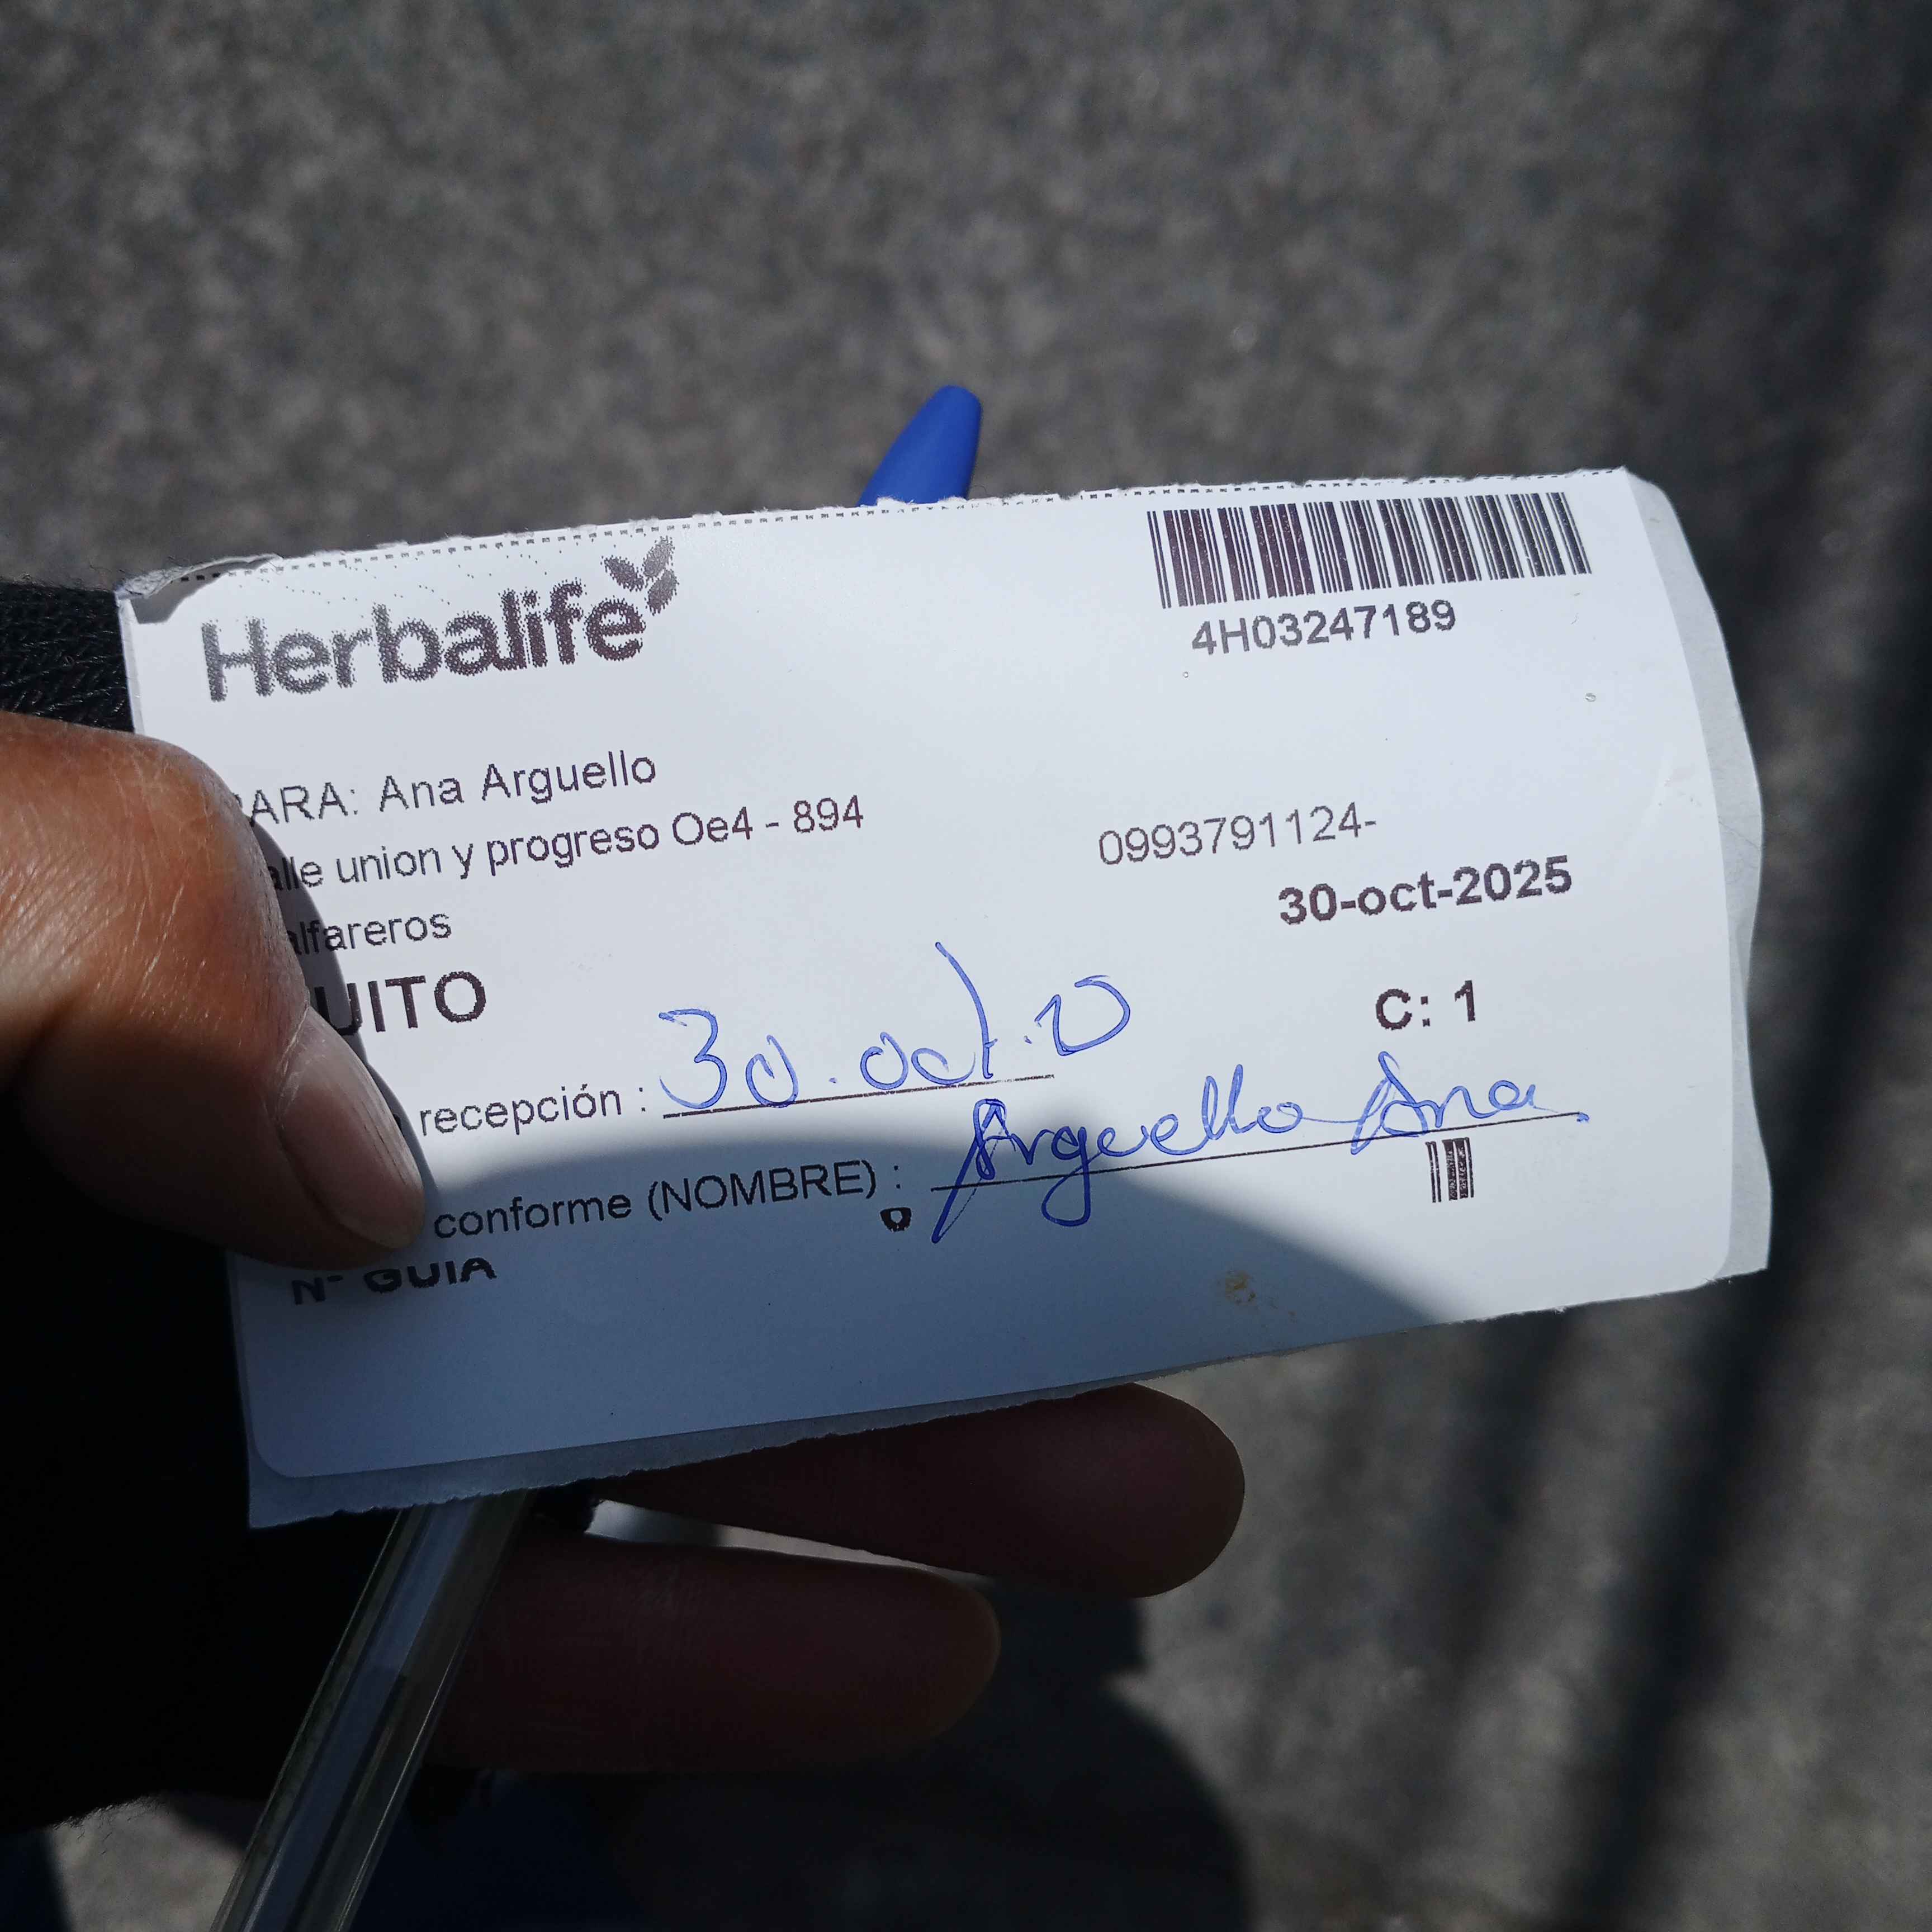 Herbalife
4H03247189
ARA: Ana Arguello
alle union y progreso Oe4 - 894
0993791124-
30-oct-2025
alfareros
UITO
C: 1
recepción : 30.oct.20
conforme (NOMBRE) : Arguello Ana
N° GUIA